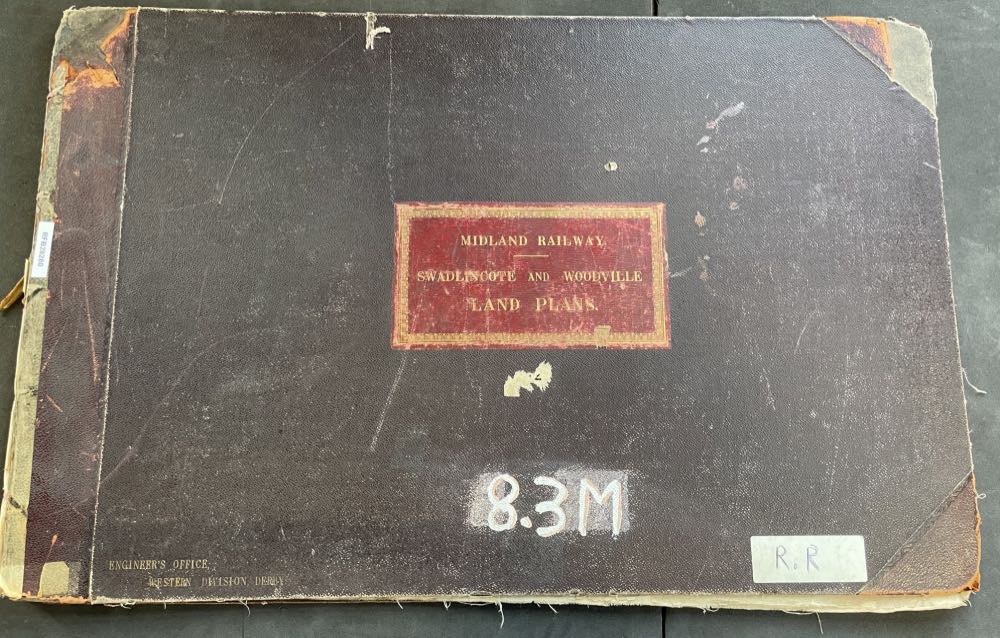 MIDLAND RAILWAY.
SWADLINCOTE AND WOODVILLE
LAND PLANS.
8.3M
R.R
ENGINEER'S OFFICE,
WESTERN DIVISION DERBY